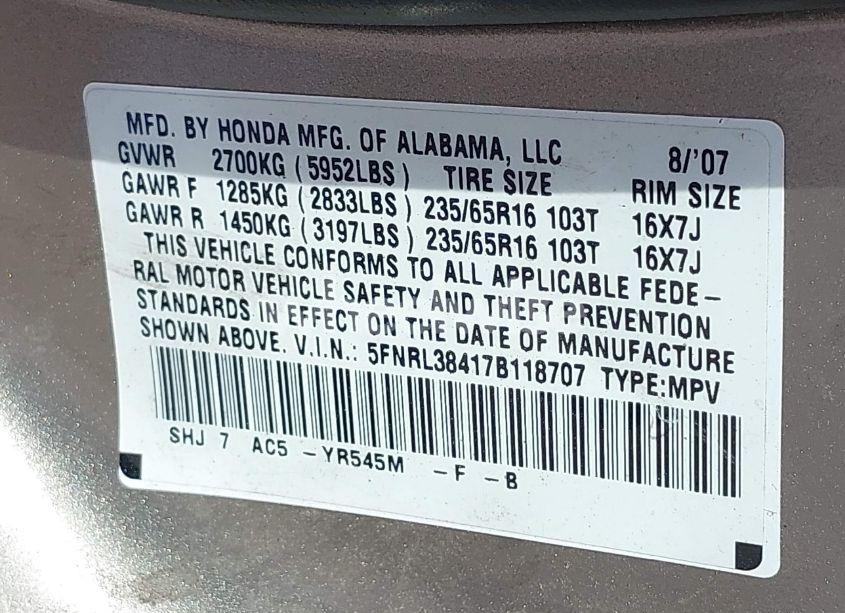 MFD. BY HONDA MFG. OF ALABAMA, LLC 8/'07
GVWR 2700KG ( 5952LBS ) TIRE SIZE RIM SIZE
GAWR F 1285KG ( 2833LBS ) 235/65R16 103T 16X7J
GAWR R 1450KG ( 3197LBS ) 235/65R16 103T 16X7J
THIS VEHICLE CONFORMS TO ALL APPLICABLE FEDE-
RAL MOTOR VEHICLE SAFETY AND THEFT PREVENTION
STANDARDS IN EFFECT ON THE DATE OF MANUFACTURE
SHOWN ABOVE. V.I.N.: 5FNRL38417B118707 TYPE:MPV
SHJ 7 AC5 -YR545M -F -B